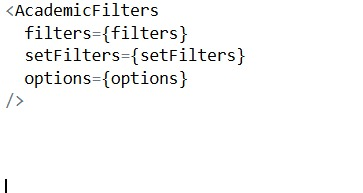 <AcademicFilters
  filters={filters}
  setFilters={setFilters}
  options={options}
/>